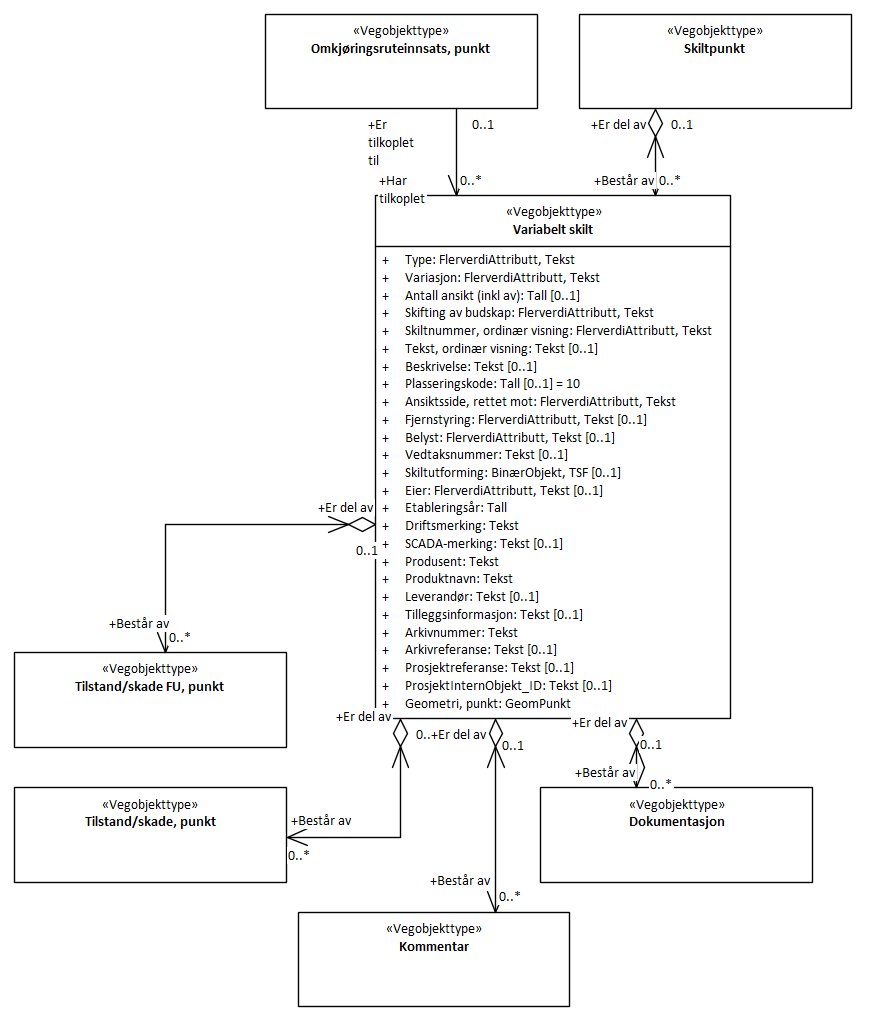 «Vegobjekttype»
Omkjøringsruteinnsats, punkt
«Vegobjekttype»
Skiltpunkt
+Er
tilkoplet
til
0..1
+Har
tilkoplet
0..*
+Er del av
0..1
+Består av
0..*
«Vegobjekttype»
Variabelt skilt
+ Type: FlerverdiAttributt, Tekst
+ Variasjon: FlerverdiAttributt, Tekst
+ Antall ansikt (inkl av): Tall [0..1]
+ Skifting av budskap: FlerverdiAttributt, Tekst
+ Skiltnummer, ordinær visning: FlerverdiAttributt, Tekst
+ Tekst, ordinær visning: Tekst [0..1]
+ Beskrivelse: Tekst [0..1]
+ Plasseringskode: Tall [0..1] = 10
+ Ansiktsside, rettet mot: FlerverdiAttributt, Tekst
+ Fjernstyring: FlerverdiAttributt, Tekst [0..1]
+ Belyst: FlerverdiAttributt, Tekst [0..1]
+ Vedtaksnummer: Tekst [0..1]
+ Skiltutforming: BinærObjekt, TSF [0..1]
+ Eier: FlerverdiAttributt, Tekst [0..1]
+ Etableringsår: Tall
+ Driftsmerking: Tekst
+ SCADA-merking: Tekst [0..1]
+ Produsent: Tekst
+ Produktnavn: Tekst
+ Leverandør: Tekst [0..1]
+ Tilleggsinformasjon: Tekst [0..1]
+ Arkivnummer: Tekst
+ Arkivreferanse: Tekst [0..1]
+ Prosjektreferanse: Tekst [0..1]
+ ProsjektInternObjekt_ID: Tekst [0..1]
+ Geometri, punkt: GeomPunkt
+Er del av
0..1
+Består av
0..*
«Vegobjekttype»
Tilstand/skade FU, punkt
+Er del av
0..
+Er del av
0..1
+Er del av
0..1
+Består av
0..*
«Vegobjekttype»
Tilstand/skade, punkt
+Består av
0..*
«Vegobjekttype»
Dokumentasjon
+Består av
0..*
«Vegobjekttype»
Kommentar